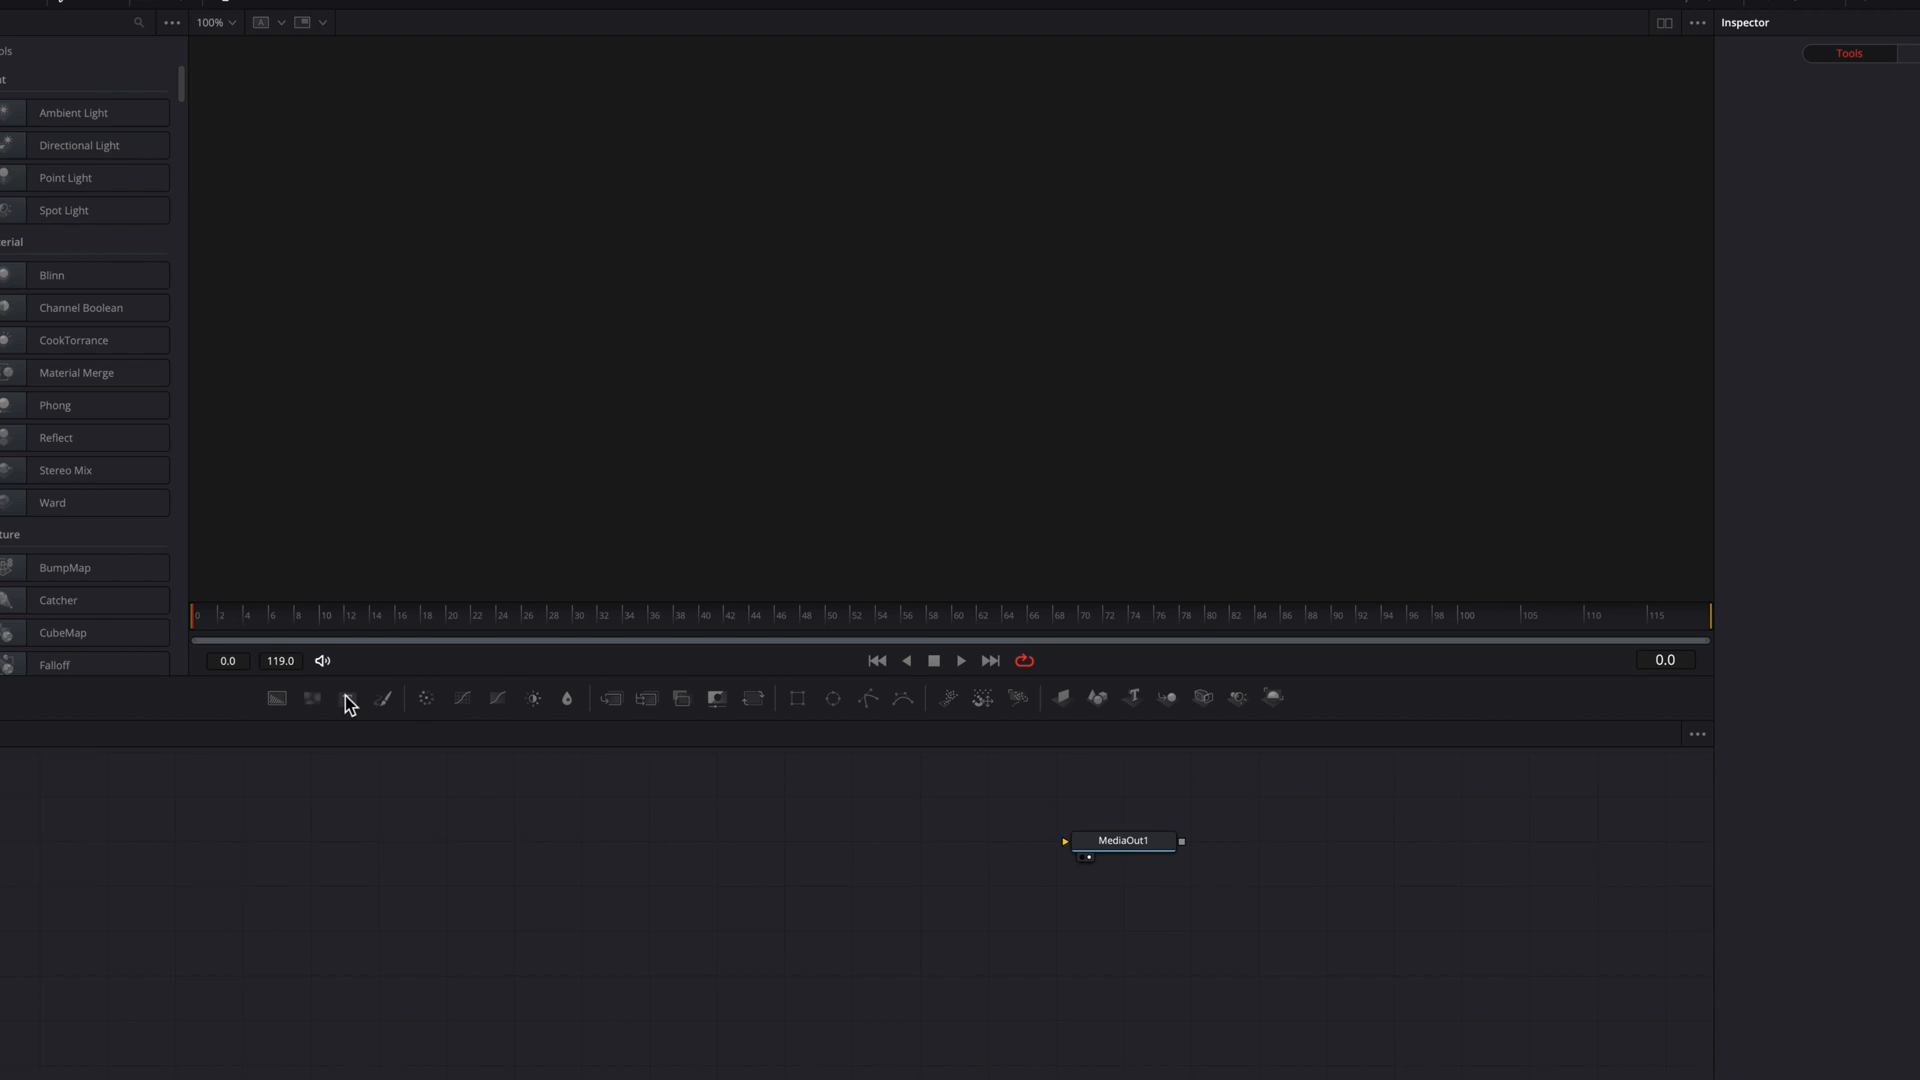 100%
A
Inspector
ols
Tools
nt
Ambient Light
Directional Light
Point Light
Spot Light
erial
Blinn
Channel Boolean
CookTorrance
Material Merge
Phong
Reflect
Stereo Mix
Ward
ture
BumpMap
Catcher
CubeMap
Falloff
0 2 4 6 8 10 12 14 16 18 20 22 24 26 28 30 32 34 36 38 40 42 44 46 48 50 52 54 56 58 60 62 64 66 68 70 72 74 76 78 80 82 84 86 88 90 92 94 96 98 100 105 110 115
0.0 119.0 0.0
T
MediaOut1